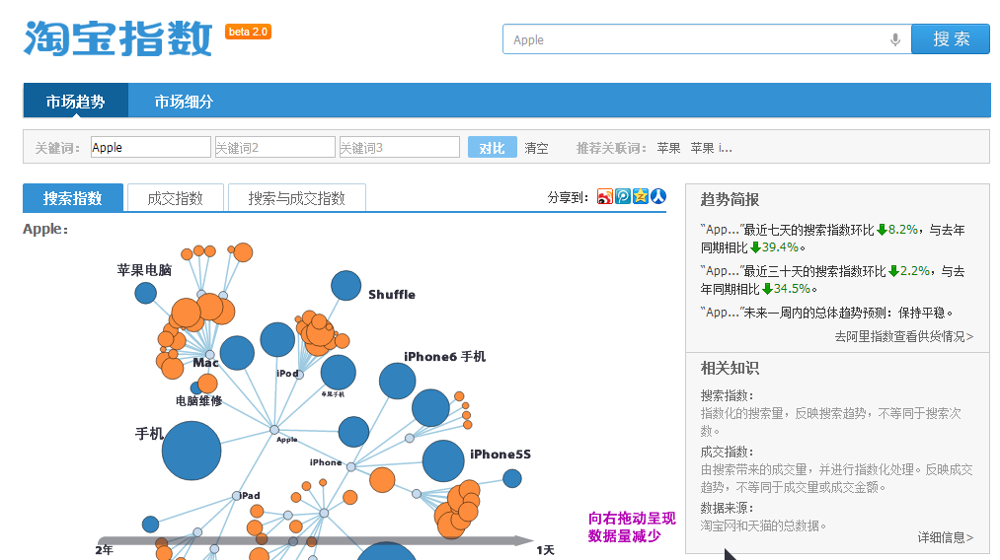 淘宝指数 beta 2.0
Apple 搜 索
市场趋势 市场细分
关键词： Apple 关键词2 关键词3 对比 清空 推荐关联词： 苹果 苹果 i...
搜索指数 成交指数 搜索与成交指数 分享到：
Apple：
苹果电脑
Shuffle
Mac
iPod
iPhone6 手机
苹果手机
电脑维修
手机
Apple
iPhone
iPhone5S
iPad
向右拖动呈现
数据量减少
2年
1天
趋势简报
“App...”最近七天的搜索指数环比8.2%，与去年
同期相比39.4%。
“App...”最近三十天的搜索指数环比2.2%，与去
年同期相比34.5%。
“App...”未来一周内的总体趋势预测：保持平稳。
去阿里指数查看供货情况>
相关知识
搜索指数：
指数化的搜索量，反映搜索趋势，不等同于搜索次
数。
成交指数：
由搜索带来的成交量，并进行指数化处理。反映成交
趋势，不等同于成交量或成交金额。
数据来源：
淘宝网和天猫的总数据。
详细信息>